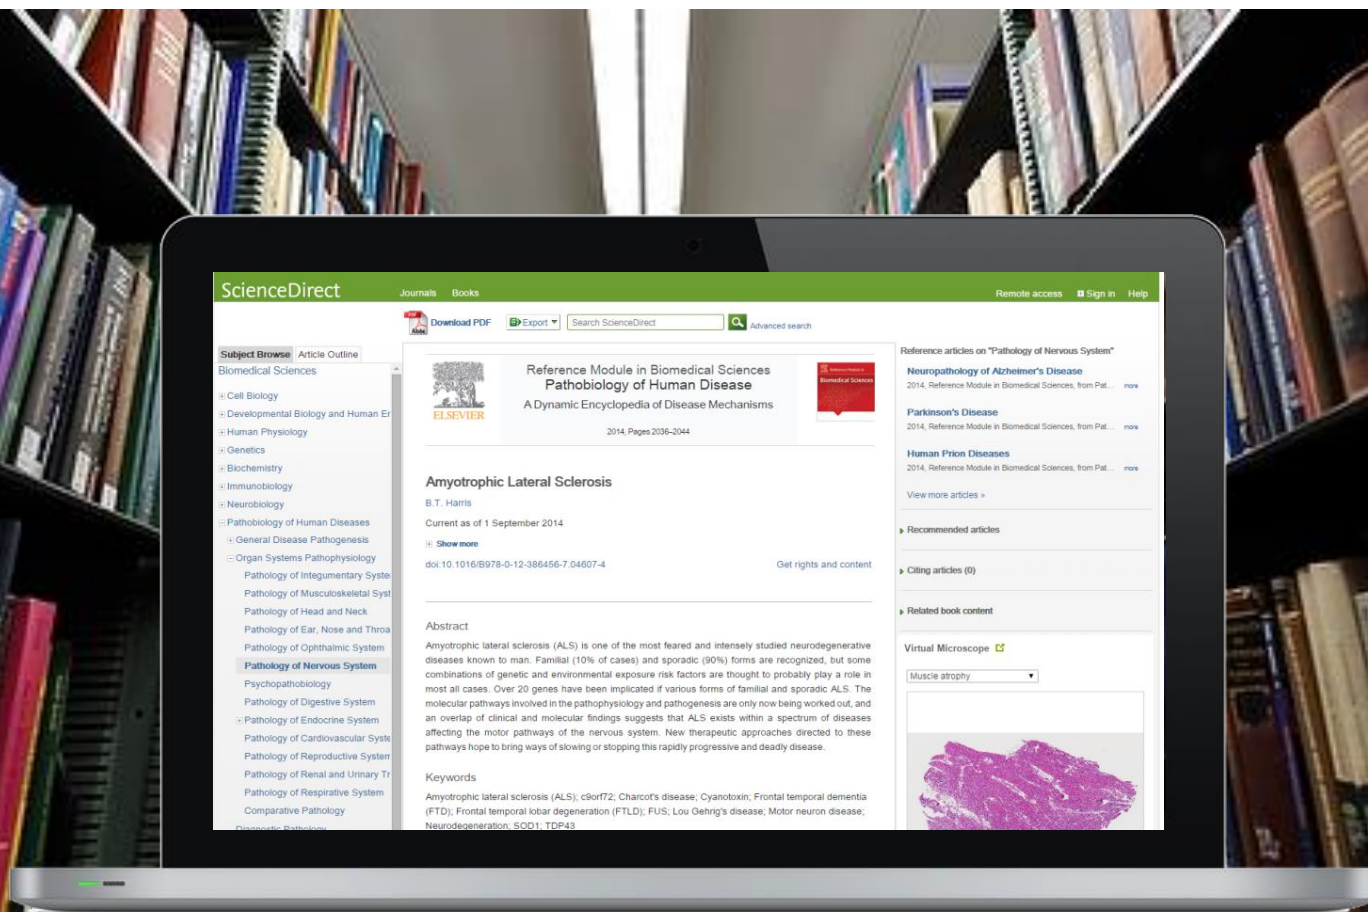 ScienceDirect
Journals Books
Remote access Sign in Help
Download PDF Export Search ScienceDirect Advanced search
Subject Browse Article Outline
Biomedical Sciences
Cell Biology
Developmental Biology and Human Er
Human Physiology
Genetics
Biochemistry
Immunobiology
Neurobiology
Pathobiology of Human Diseases
General Disease Pathogenesis
Organ Systems Pathophysiology
Pathology of Integumentary Syste
Pathology of Musculoskeletal Syst
Pathology of Head and Neck
Pathology of Ear, Nose and Throa
Pathology of Ophthalmic System
Pathology of Nervous System
Psychopathobiology
Pathology of Digestive System
Pathology of Endocrine System
Pathology of Cardiovascular Syste
Pathology of Reproductive System
Pathology of Renal and Urinary Tr
Pathology of Respirative System
Comparative Pathology
Diagnostic Pathology
ELSEVIER
Reference Module in Biomedical Sciences
Pathobiology of Human Disease
A Dynamic Encyclopedia of Disease Mechanisms
2014, Pages 2036–2044
Biomedical Sciences
Amyotrophic Lateral Sclerosis
B.T. Harris
Current as of 1 September 2014
Show more
doi:10.1016/B978-0-12-386456-7.04607-4
Get rights and content
Abstract
Amyotrophic lateral sclerosis (ALS) is one of the most feared and intensely studied neurodegenerative
diseases known to man. Familial (10% of cases) and sporadic (90%) forms are recognized, but some
combinations of genetic and environmental exposure risk factors are thought to probably play a role in
most all cases. Over 20 genes have been implicated if various forms of familial and sporadic ALS. The
molecular pathways involved in the pathophysiology and pathogenesis are only now being worked out, and
an overlap of clinical and molecular findings suggests that ALS exists within a spectrum of diseases
affecting the motor pathways of the nervous system. New therapeutic approaches directed to these
pathways hope to bring ways of slowing or stopping this rapidly progressive and deadly disease.
Keywords
Amyotrophic lateral sclerosis (ALS); c9orf72; Charcot's disease; Cyanotoxin; Frontal temporal dementia
(FTD); Frontal temporal lobar degeneration (FTLD); FUS; Lou Gehrig's disease; Motor neuron disease;
Neurodegeneration; SOD1; TDP43
Reference articles on "Pathology of Nervous System"
Neuropathology of Alzheimer's Disease
2014, Reference Module in Biomedical Sciences, from Pat... more
Parkinson's Disease
2014, Reference Module in Biomedical Sciences, from Pat... more
Human Prion Diseases
2014, Reference Module in Biomedical Sciences, from Pat... more
View more articles »
Recommended articles
Citing articles (0)
Related book content
Virtual Microscope
Muscle atrophy